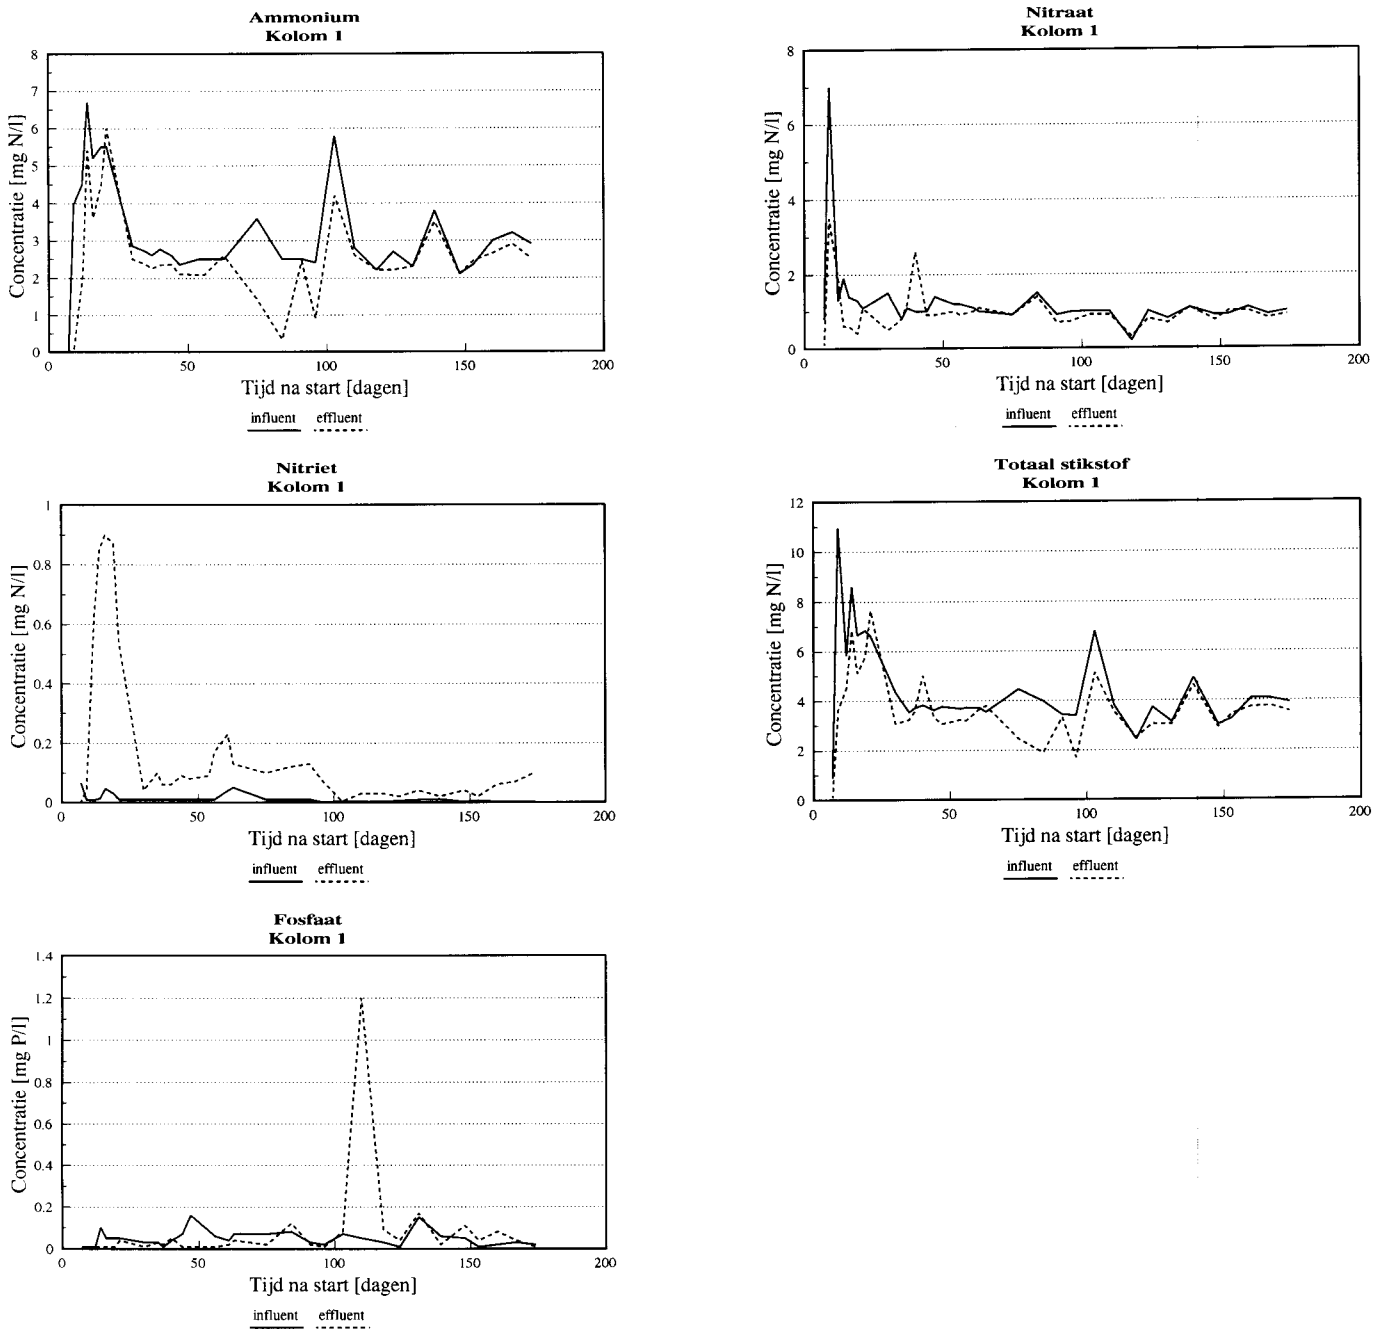 Ammonium
Kolom 1
8
7
6
5
4
3
2
1
0
Concentratie [mg N/l]
0 50 100 150 200
Tijd na start [dagen]
influent effluent
Nitraat
Kolom 1
8
6
4
2
0
Concentratie [mg N/l]
0 50 100 150 200
Tijd na start [dagen]
influent effluent
Nitriet
Kolom 1
1
0.8
0.6
0.4
0.2
0
Concentratie [mg N/l]
0 50 100 150 200
Tijd na start [dagen]
influent effluent
Totaal stikstof
Kolom 1
12
10
8
6
4
2
0
Concentratie [mg N/l]
0 50 100 150 200
Tijd na start [dagen]
influent effluent
Fosfaat
Kolom 1
1.4
1.2
1
0.8
0.6
0.4
0.2
0
Concentratie [mg P/l]
0 50 100 150 200
Tijd na start [dagen]
influent effluent